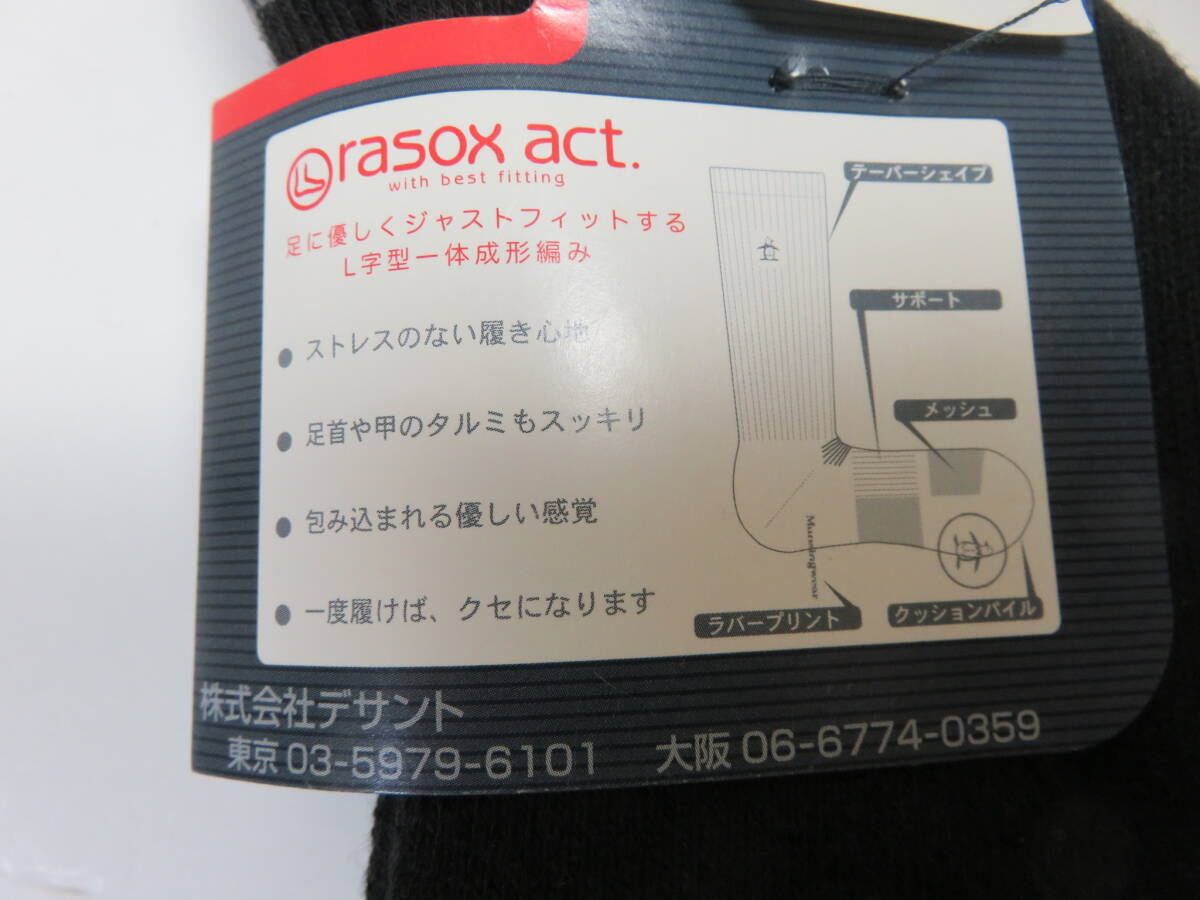 rasox act.
with best fitting
足に優しくジャストフィットする
L字型一体成形編み
● ストレスのない履き心地
● 足首や甲のタルミもスッキリ
● 包み込まれる優しい感覚
● 一度履けば、クセになります
テーパーシェイプ
サポート
メッシュ
Munsingwear
ラバープリント
クッションパイル
株式会社デサント
東京 03-5979-6101 大阪 06-6774-0359